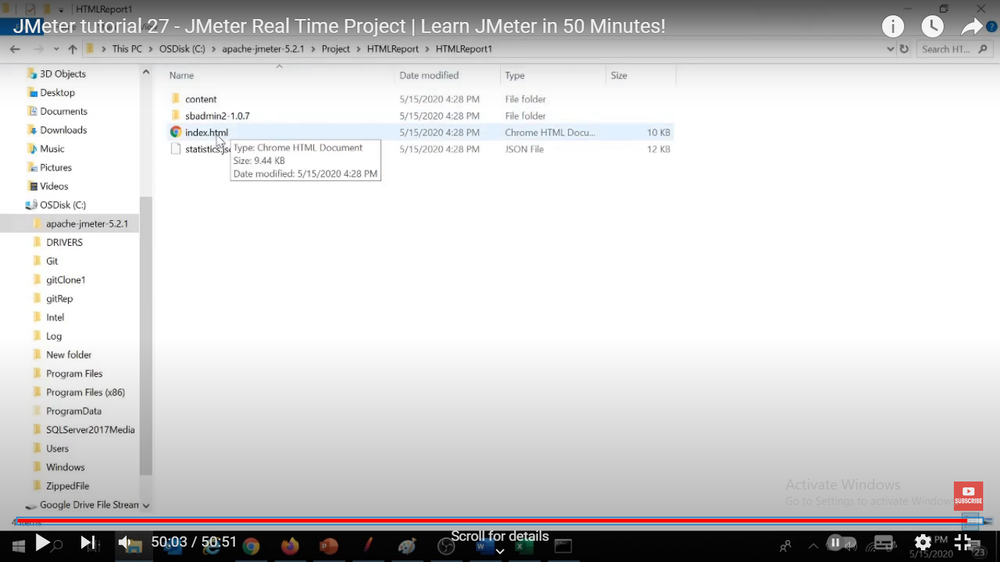 HTMLReport1
JMeter tutorial 27 - JMeter Real Time Project | Learn JMeter in 50 Minutes!
This PC > OSDisk (C:) > apache-jmeter-5.2.1 > Project > HTMLReport > HTMLReport1
Search HT...
Name Date modified Type Size
3D Objects
Desktop
Documents
Downloads
Music
Pictures
Videos
OSDisk (C:)
apache-jmeter-5.2.1
DRIVERS
Git
gitClone1
gitRep
Intel
Log
New folder
Program Files
Program Files (x86)
ProgramData
SQLServer2017Media
Users
Windows
ZippedFile
Google Drive File Stream
content 5/15/2020 4:28 PM File folder
sbadmin2-1.0.7 5/15/2020 4:28 PM File folder
index.html 5/15/2020 4:28 PM Chrome HTML Docu... 10 KB
statistics.js 5/15/2020 4:28 PM JSON File 12 KB
Type: Chrome HTML Document
Size: 9.44 KB
Date modified: 5/15/2020 4:28 PM
Activate Windows
Go to Settings to activate Windows
SUBSCRIBE
4 items
50:03 / 50:51
Scroll for details
PM
5/15/2020
23